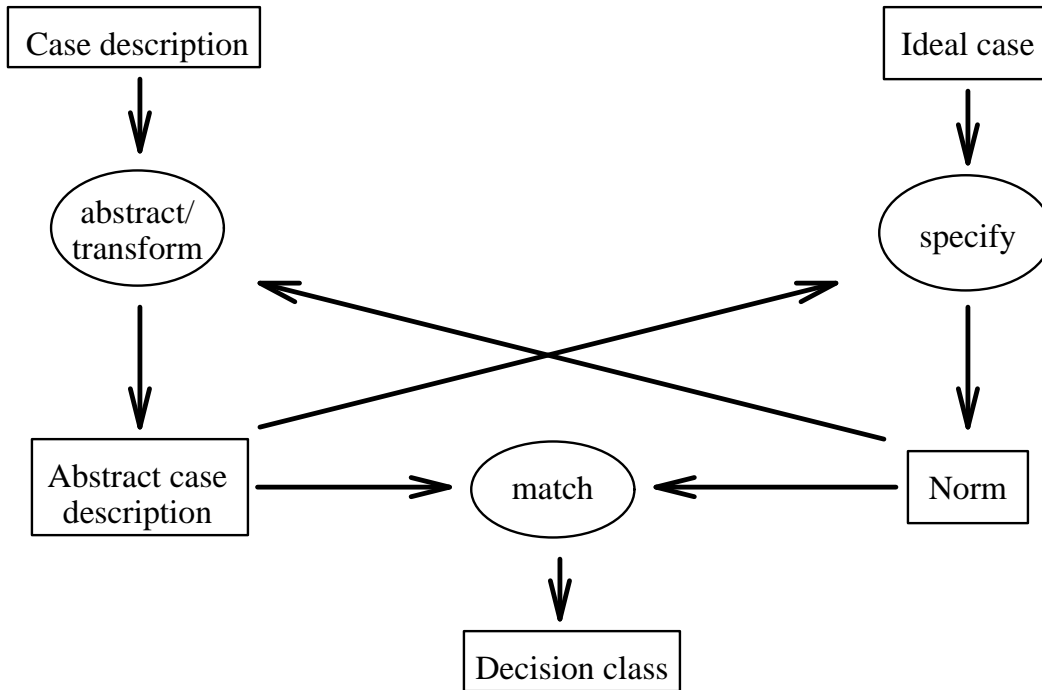 Case description
Ideal case
abstract/
transform
specify
Abstract case
description
match
Norm
Decision class